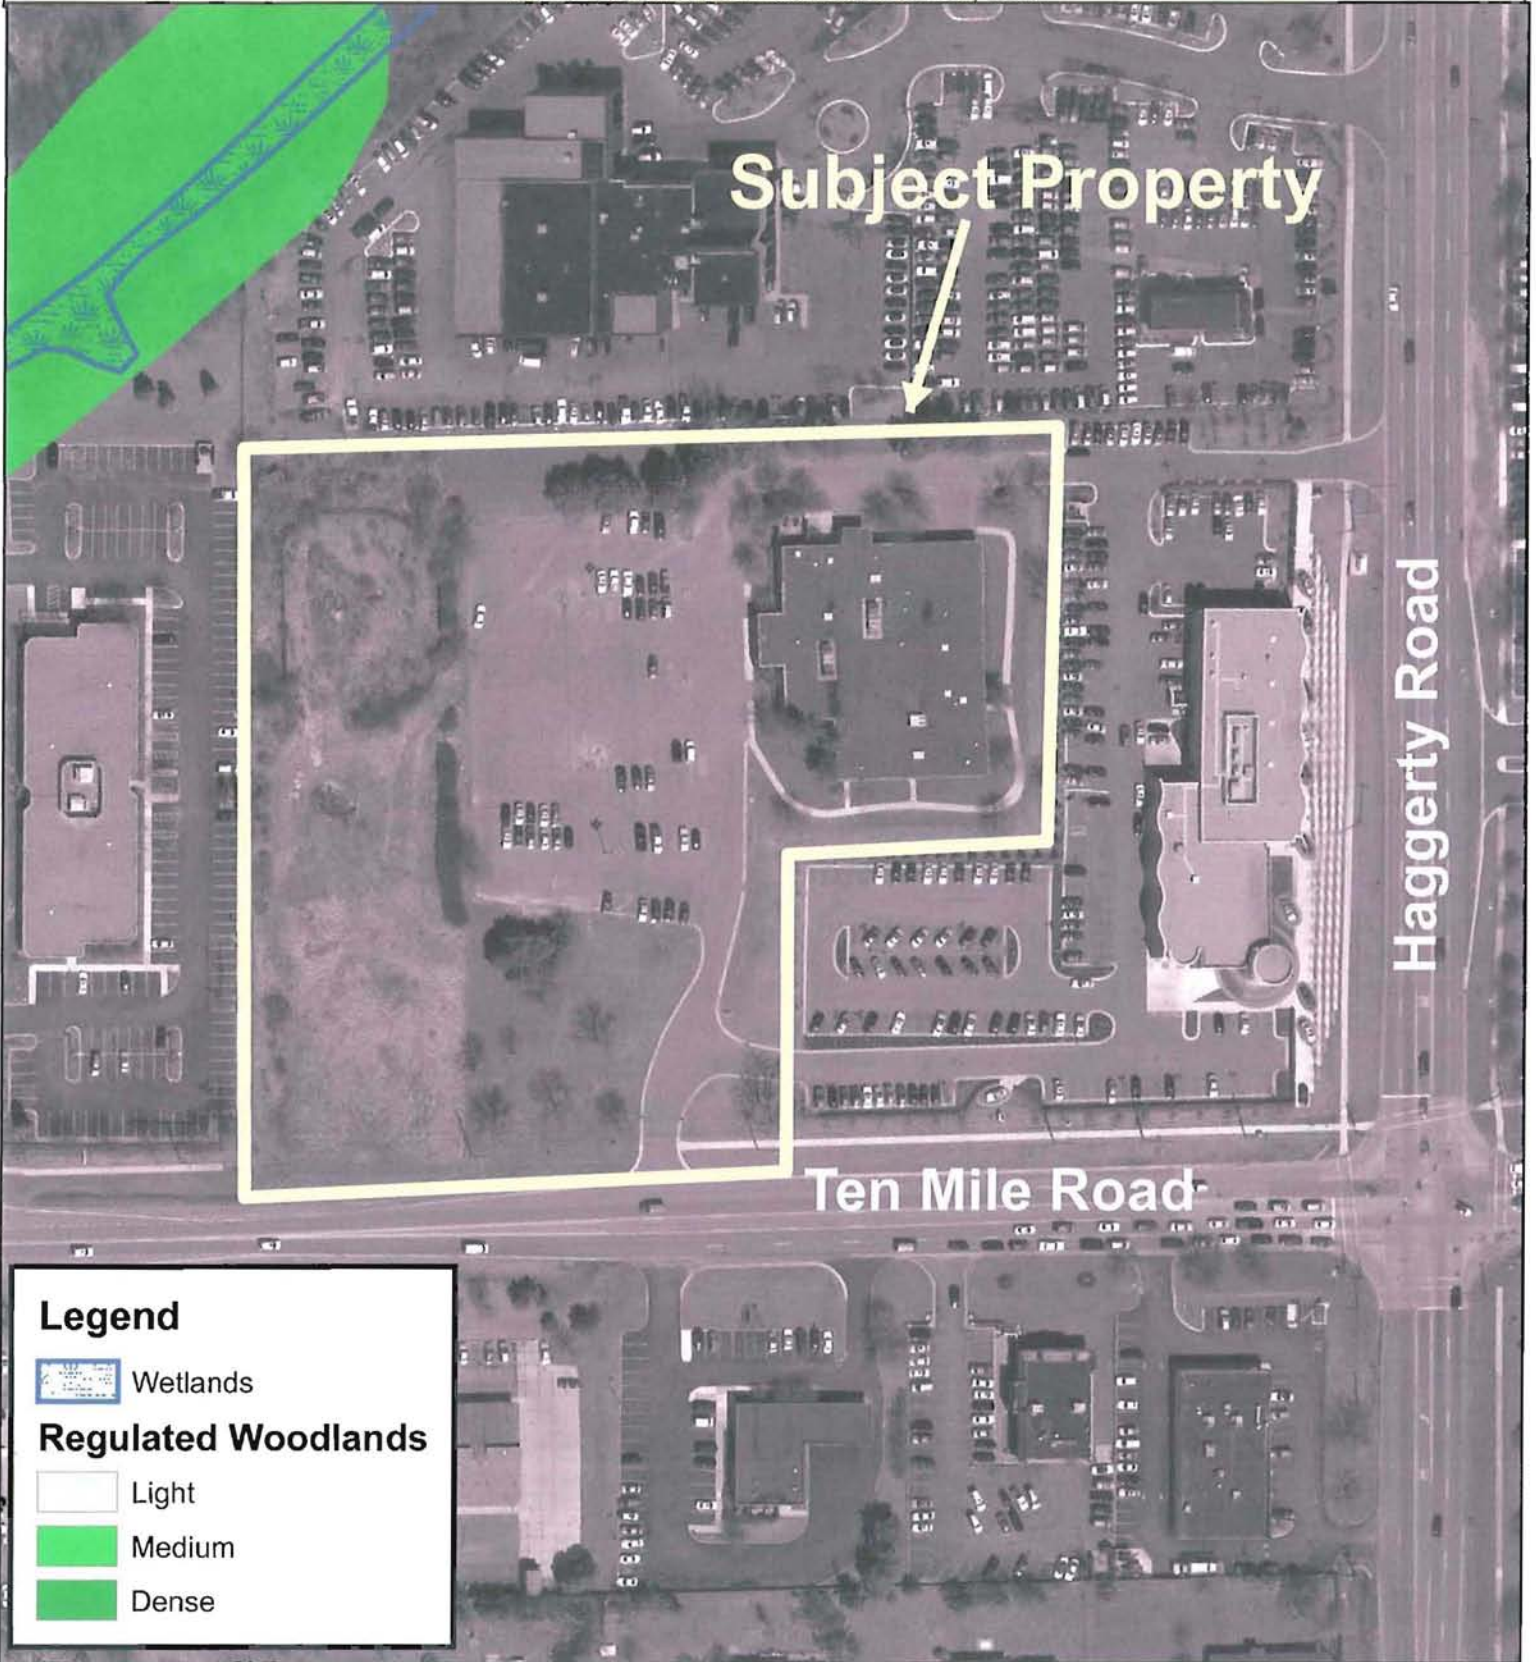 Subject Property
Haggerty Road
Ten Mile Road
Legend
Wetlands
Regulated Woodlands
Light
Medium
Dense